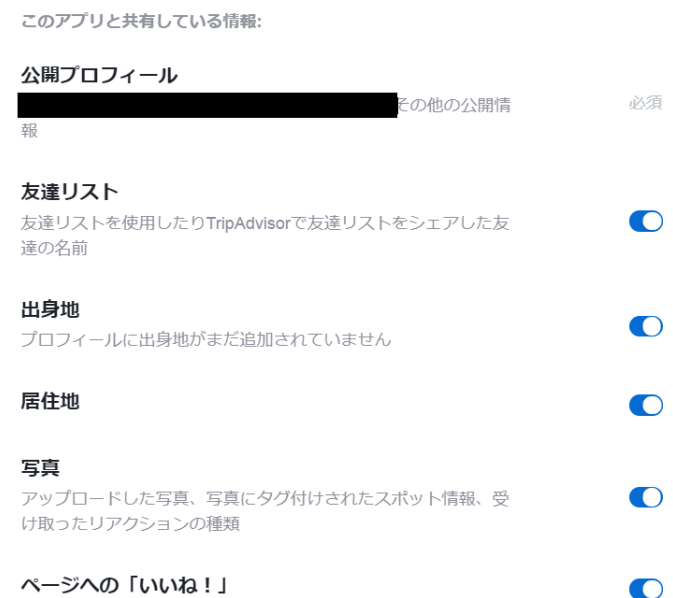 このアプリと共有している情報:
公開プロフィール
その他の公開情
報
必須
友達リスト
友達リストを使用したりTripAdvisorで友達リストをシェアした友
達の名前
出身地
プロフィールに出身地がまだ追加されていません
居住地
写真
アップロードした写真、写真にタグ付けされたスポット情報、受
け取ったリアクションの種類
ページへの「いいね！」